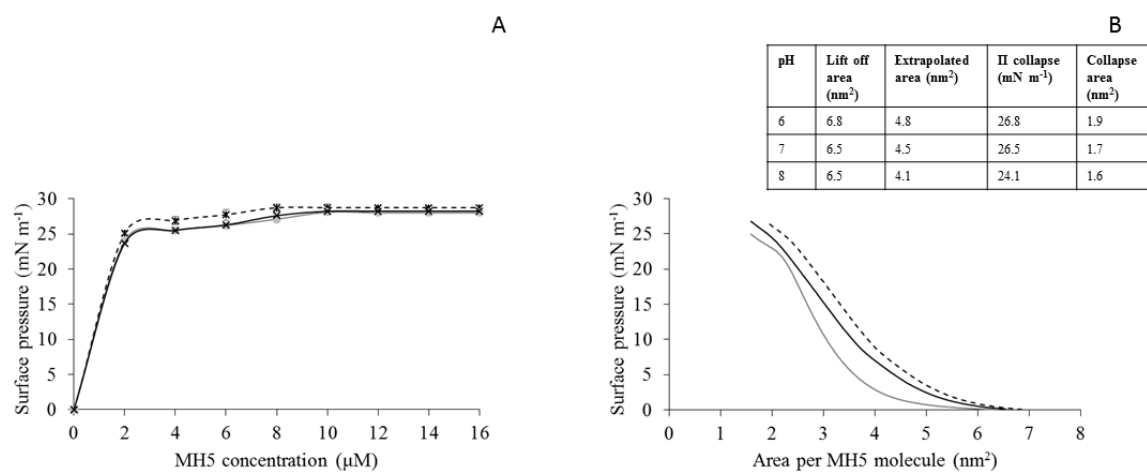 A
Surface pressure (mN m⁻¹)
35
30
25
20
15
10
5
0
0 2 4 6 8 10 12 14 16
MH5 concentration (μM)
B
pH | Lift off area (nm²) | Extrapolated area (nm²) | Π collapse (mN m⁻¹) | Collapse area (nm²)
6 | 6.8 | 4.8 | 26.8 | 1.9
7 | 6.5 | 4.5 | 26.5 | 1.7
8 | 6.5 | 4.1 | 24.1 | 1.6
Surface pressure (mN m⁻¹)
30
25
20
15
10
5
0
0 1 2 3 4 5 6 7 8
Area per MH5 molecule (nm²)